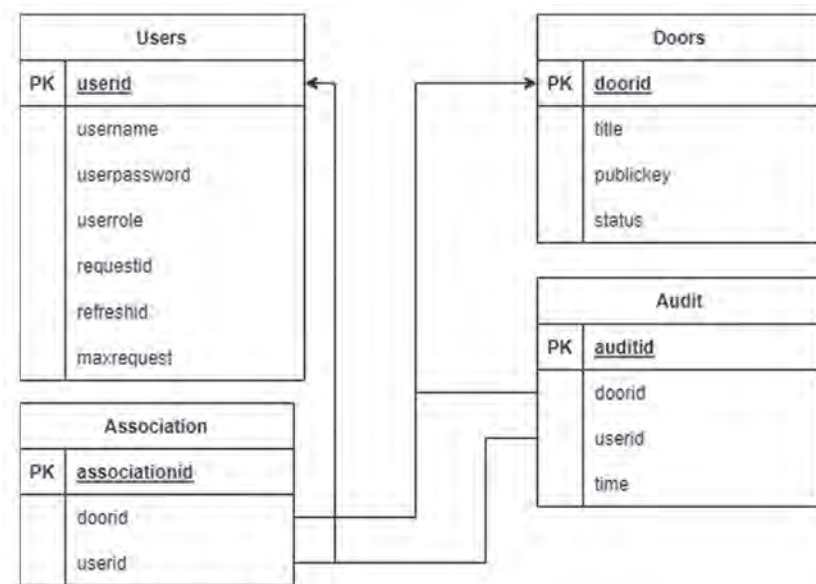 Users
PK userid
username
userpassword
userrole
requestid
refreshid
maxrequest
Doors
PK doorid
title
publickey
status
Association
PK associationid
doorid
userid
Audit
PK auditid
doorid
userid
time